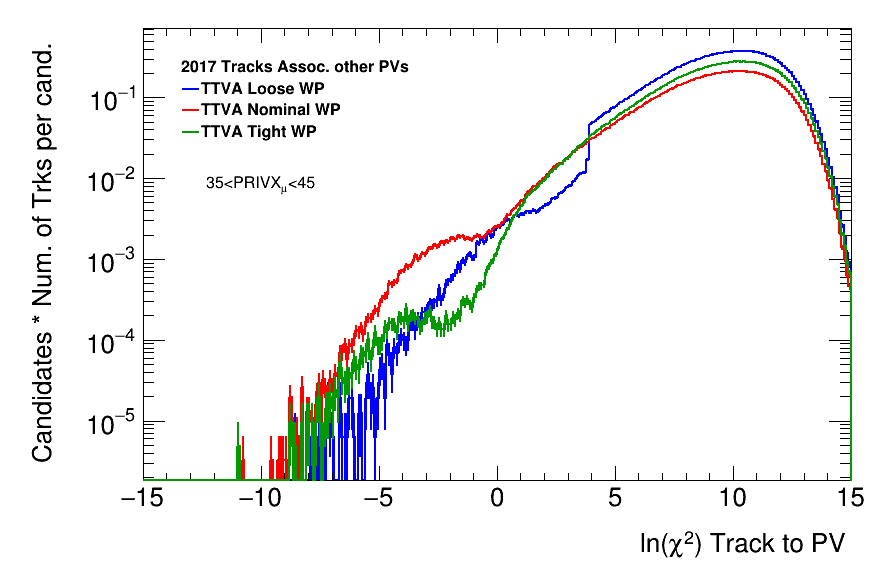 Candidates * Num. of Trks per cand.
2017 Tracks Assoc. other PVs
TTVA Loose WP
TTVA Nominal WP
TTVA Tight WP
35<PRIVXμ<45
10⁻¹
10⁻²
10⁻³
10⁻⁴
10⁻⁵
−15 −10 −5 0 5 10 15
ln(χ²) Track to PV